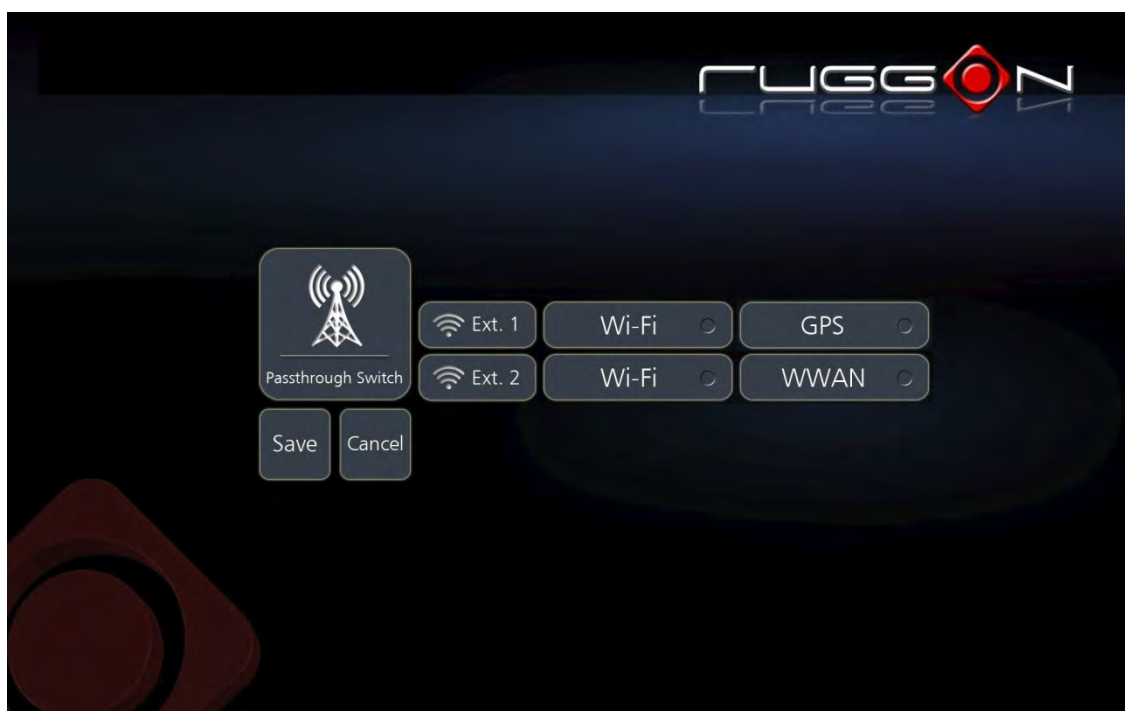 ruggon
Ext. 1 Wi-Fi GPS
Passthrough Switch Ext. 2 Wi-Fi WWAN
Save Cancel